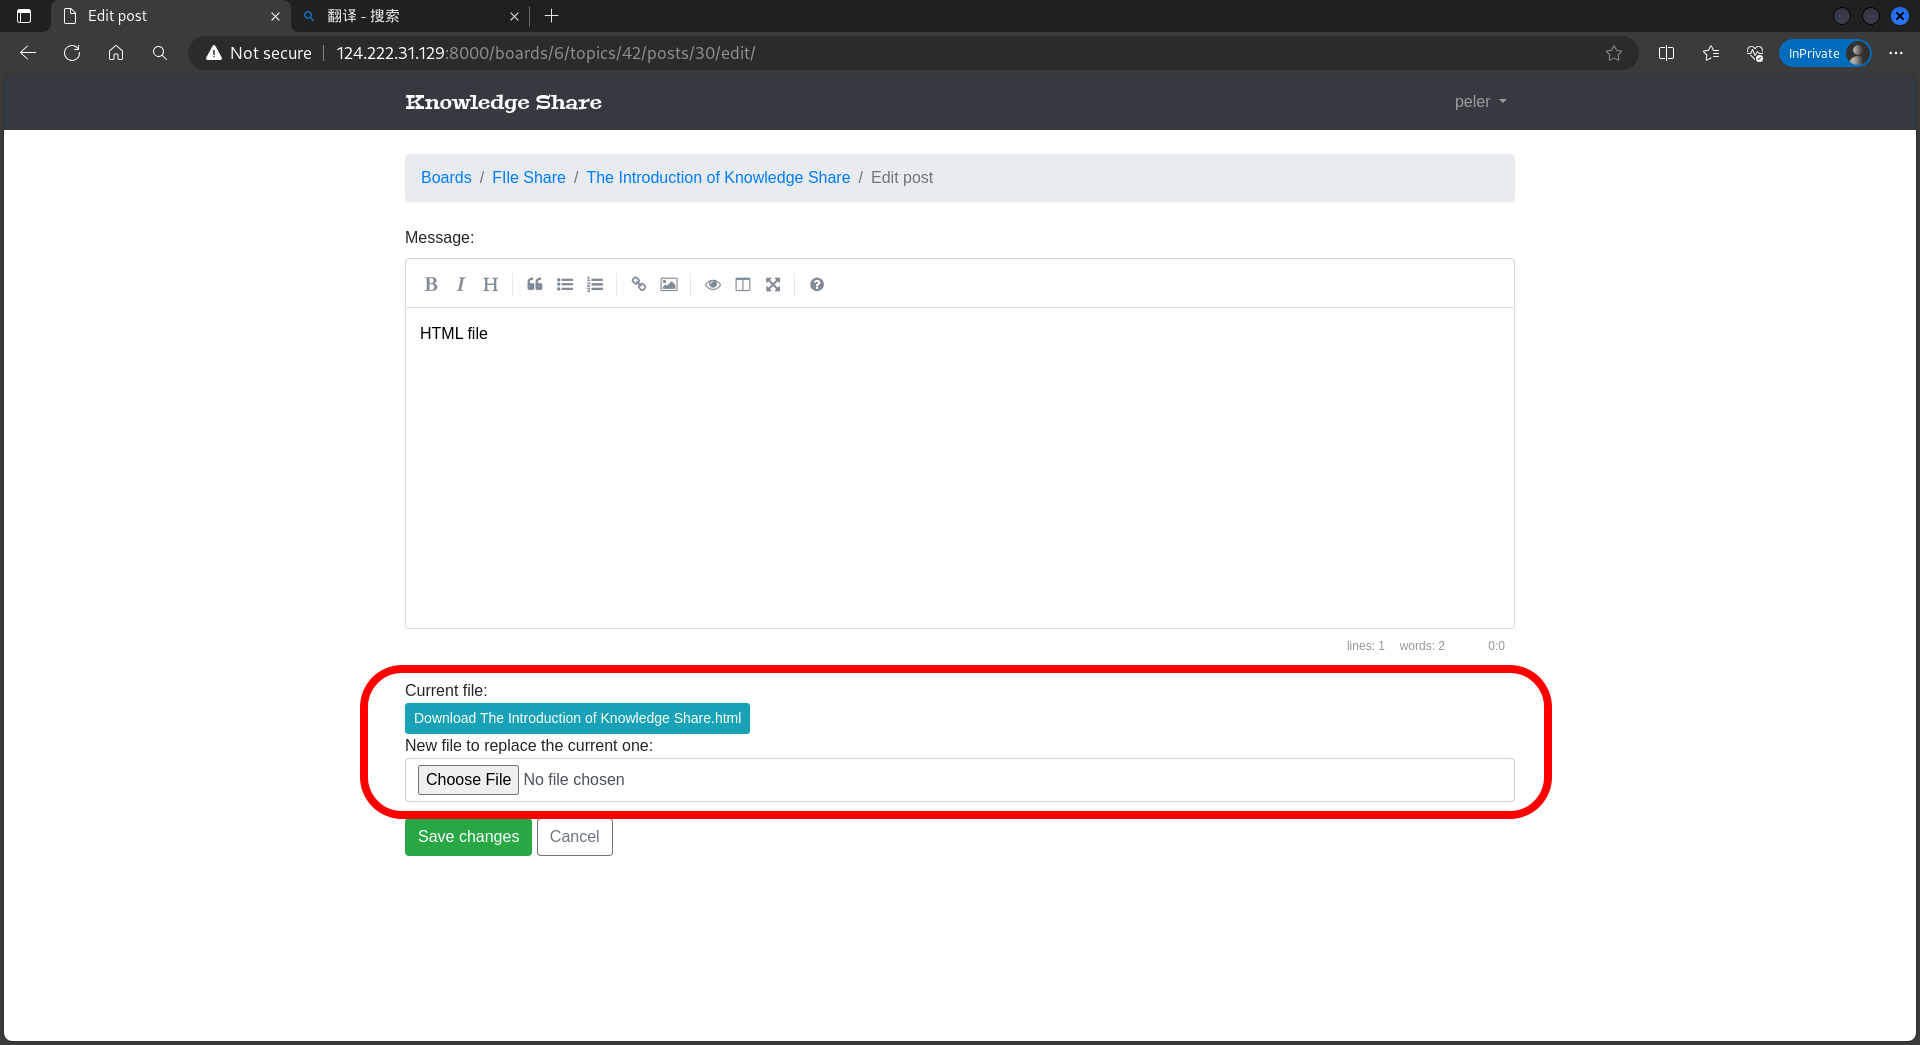 Edit post
翻译 - 搜索
Not secure
124.222.31.129:8000/boards/6/topics/42/posts/30/edit/
InPrivate
Knowledge Share
peler
Boards / FIle Share / The Introduction of Knowledge Share / Edit post
Message:
B I H
HTML file
lines: 1 words: 2 0:0
Current file:
Download The Introduction of Knowledge Share.html
New file to replace the current one:
Choose File No file chosen
Save changes Cancel